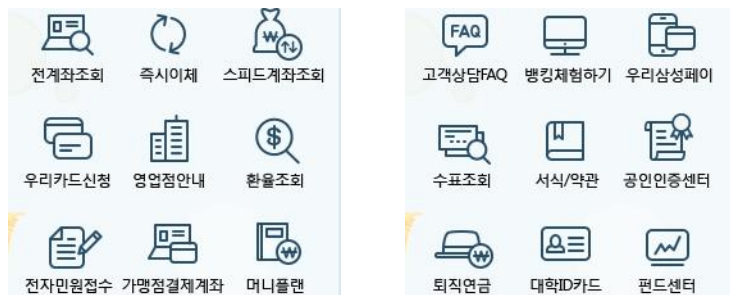 전계좌조회 즉시이체 스피드계좌조회
우리카드신청 영업점안내 환율조회
전자민원접수 가맹점결제계좌 머니플랜
FAQ
고객상담FAQ 뱅킹체험하기 우리삼성페이
수표조회 서식/약관 공인인증센터
퇴직연금 대학ID카드 펀드센터